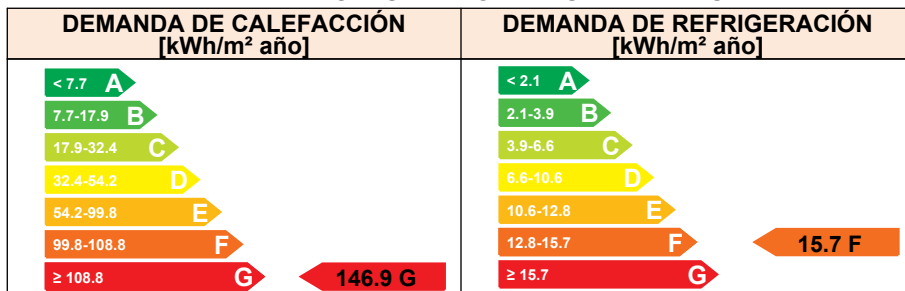 DEMANDA DE CALEFACCIÓN
[kWh/m² año]
< 7.7 A
7.7-17.9 B
17.9-32.4 C
32.4-54.2 D
54.2-99.8 E
99.8-108.8 F
≥ 108.8 G
146.9 G
DEMANDA DE REFRIGERACIÓN
[kWh/m² año]
< 2.1 A
2.1-3.9 B
3.9-6.6 C
6.6-10.6 D
10.6-12.8 E
12.8-15.7 F
15.7 F
≥ 15.7 G